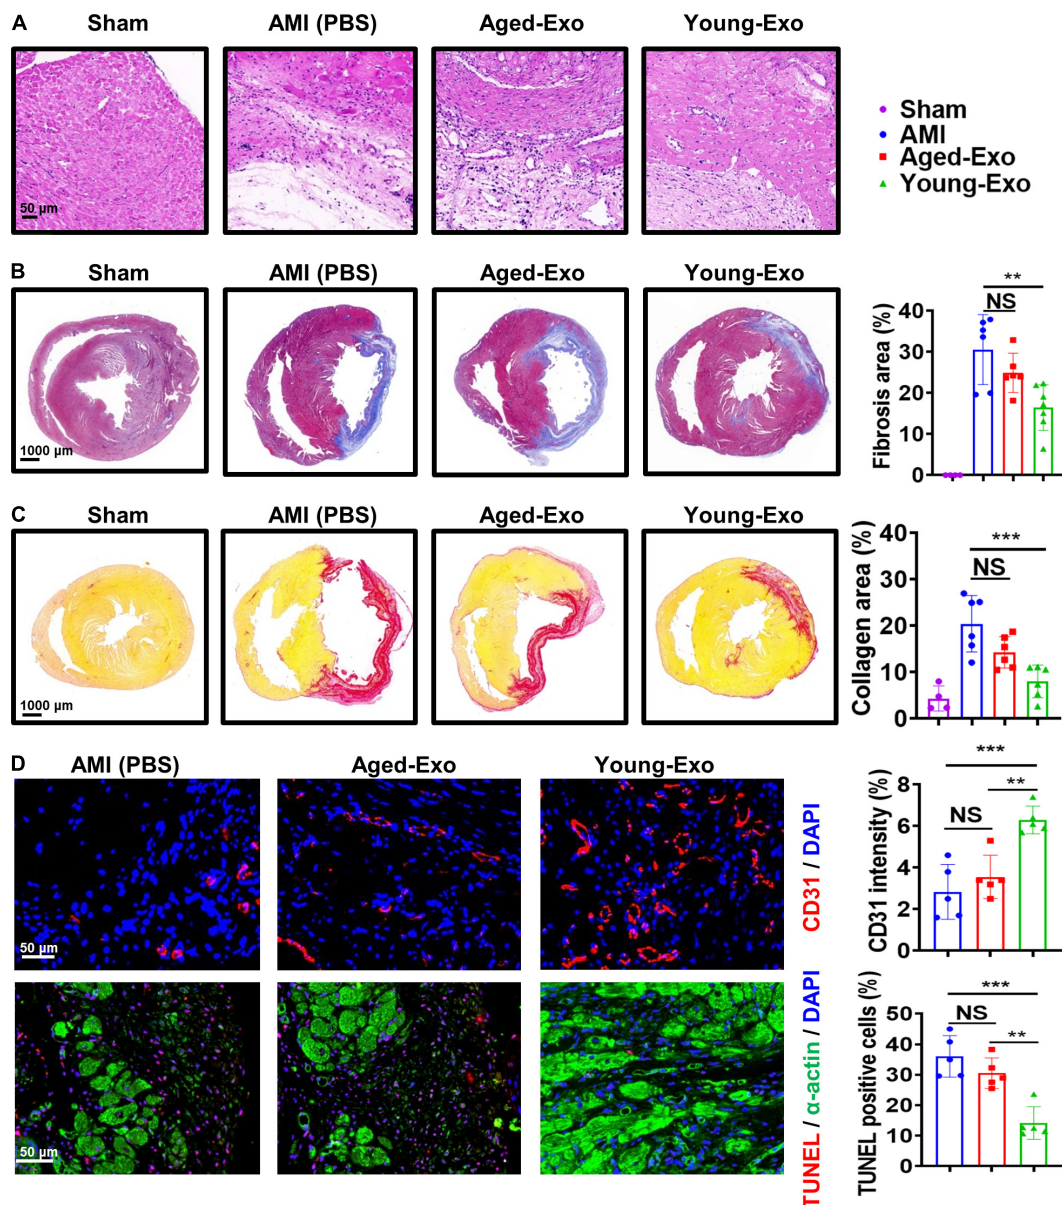 A
Sham
AMI (PBS)
Aged-Exo
Young-Exo
50 µm
Sham
AMI
Aged-Exo
Young-Exo
B
Sham
AMI (PBS)
Aged-Exo
Young-Exo
1000 µm
Fibrosis area (%)
40
30
20
10
0
NS
**
C
Sham
AMI (PBS)
Aged-Exo
Young-Exo
1000 µm
Collagen area (%)
40
30
20
10
0
NS
***
D
AMI (PBS)
Aged-Exo
Young-Exo
50 µm
CD31 / DAPI
CD31 intensity (%)
8
6
4
2
0
NS
**
***
50 µm
TUNEL / α-actin / DAPI
TUNEL positive cells (%)
50
40
30
20
10
0
NS
**
***